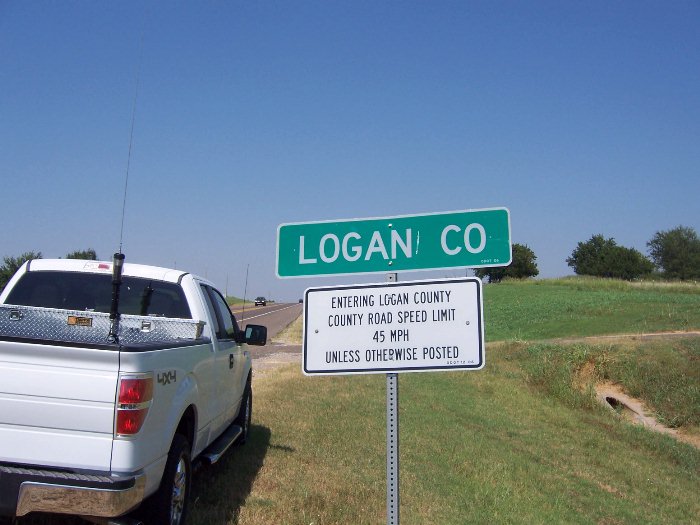 LOGAN CO
ENTERING LOGAN COUNTY
COUNTY ROAD SPEED LIMIT
45 MPH
UNLESS OTHERWISE POSTED
4X4